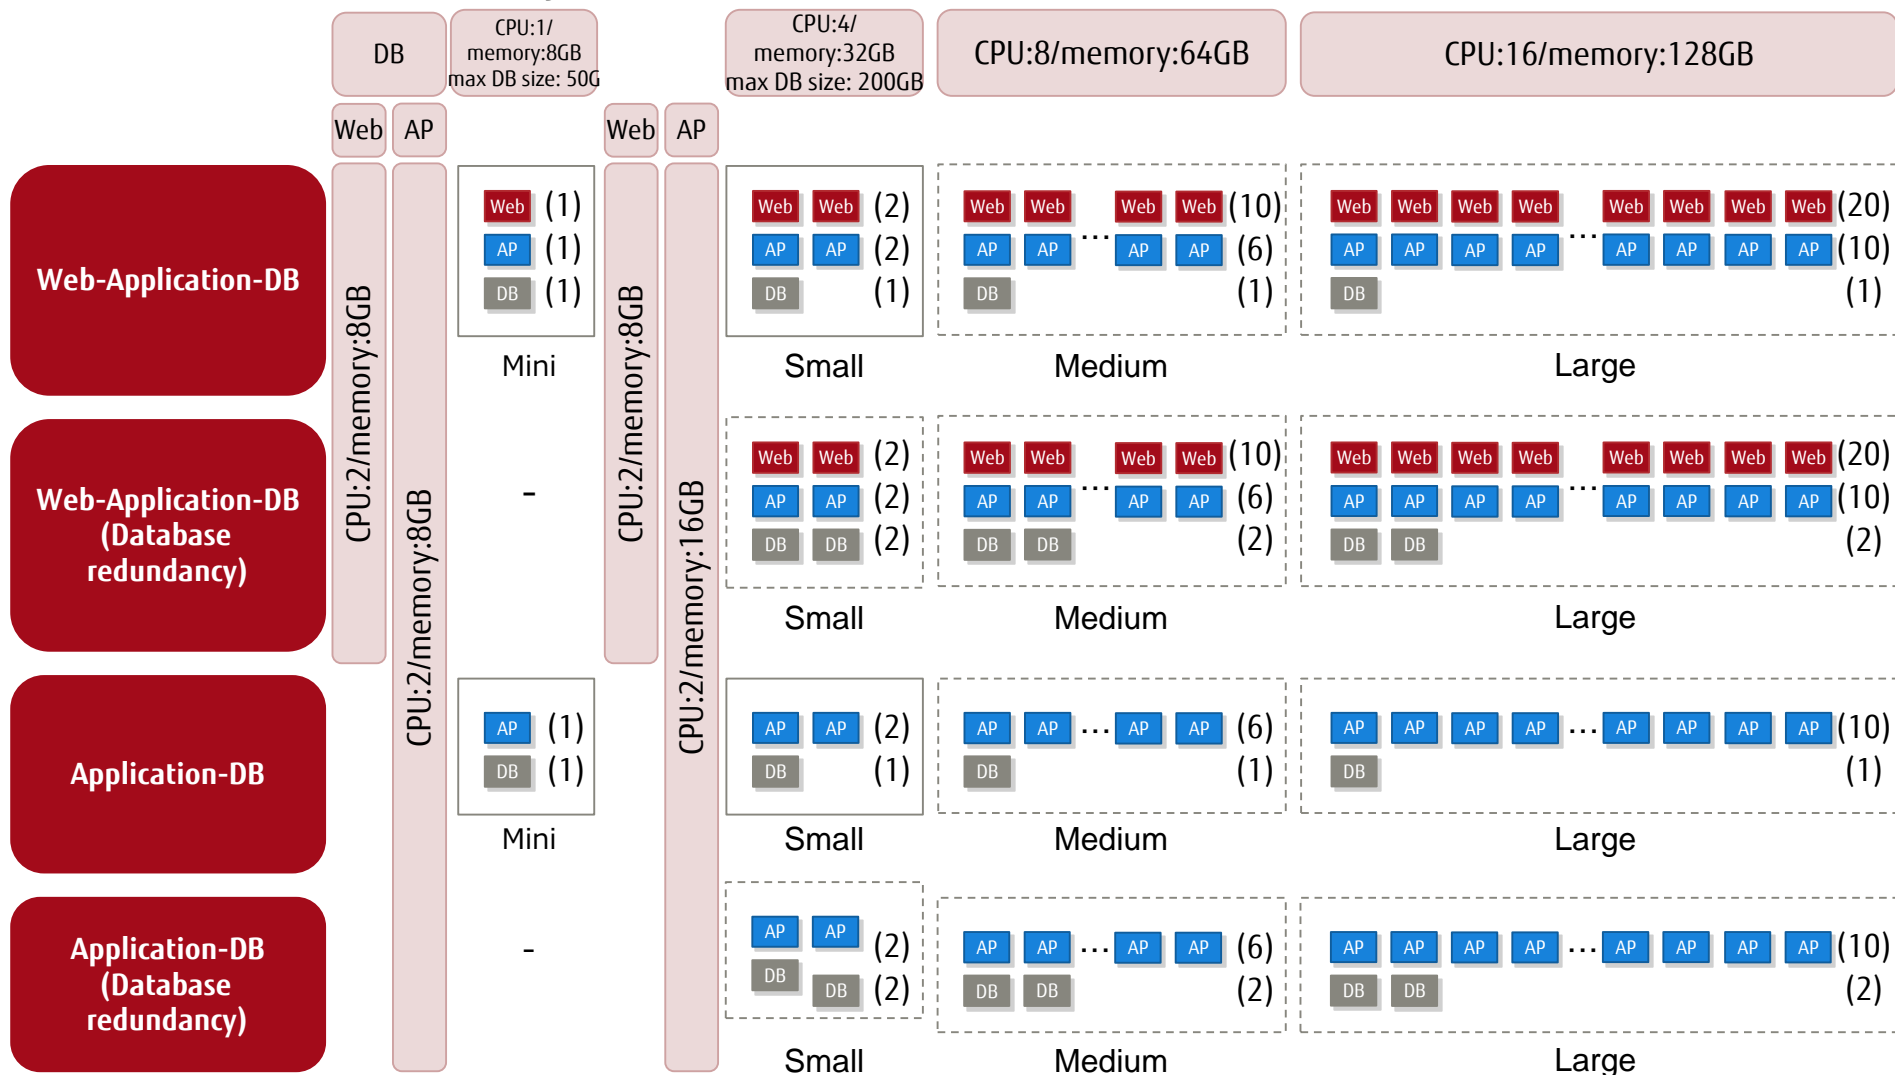 DB
CPU:1/
memory:8GB
max DB size: 50G
CPU:4/
memory:32GB
max DB size: 200GB
CPU:8/memory:64GB
CPU:16/memory:128GB
Web AP
Web AP
CPU:2/memory:8GB
CPU:2/memory:8GB
CPU:2/memory:8GB
CPU:2/memory:16GB
Web-Application-DB
Web (1)
AP (1)
DB (1)
Mini
Web Web (2)
AP AP (2)
DB (1)
Small
Web Web Web Web (10)
AP AP ... AP AP (6)
DB (1)
Medium
Web Web Web Web Web Web Web Web (20)
AP AP AP AP ... AP AP AP AP (10)
DB (1)
Large
Web-Application-DB
(Database
redundancy)
-
Web Web (2)
AP AP (2)
DB DB (2)
Small
Web Web Web Web (10)
AP AP ... AP AP (6)
DB DB (2)
Medium
Web Web Web Web Web Web Web Web (20)
AP AP AP AP ... AP AP AP AP (10)
DB DB (2)
Large
Application-DB
AP (1)
DB (1)
Mini
AP AP (2)
DB (1)
Small
AP AP ... AP AP (6)
DB (1)
Medium
AP AP AP AP ... AP AP AP AP (10)
DB (1)
Large
Application-DB
(Database
redundancy)
-
AP AP (2)
DB DB (2)
Small
AP AP ... AP AP (6)
DB DB (2)
Medium
AP AP AP AP ... AP AP AP AP (10)
DB DB (2)
Large